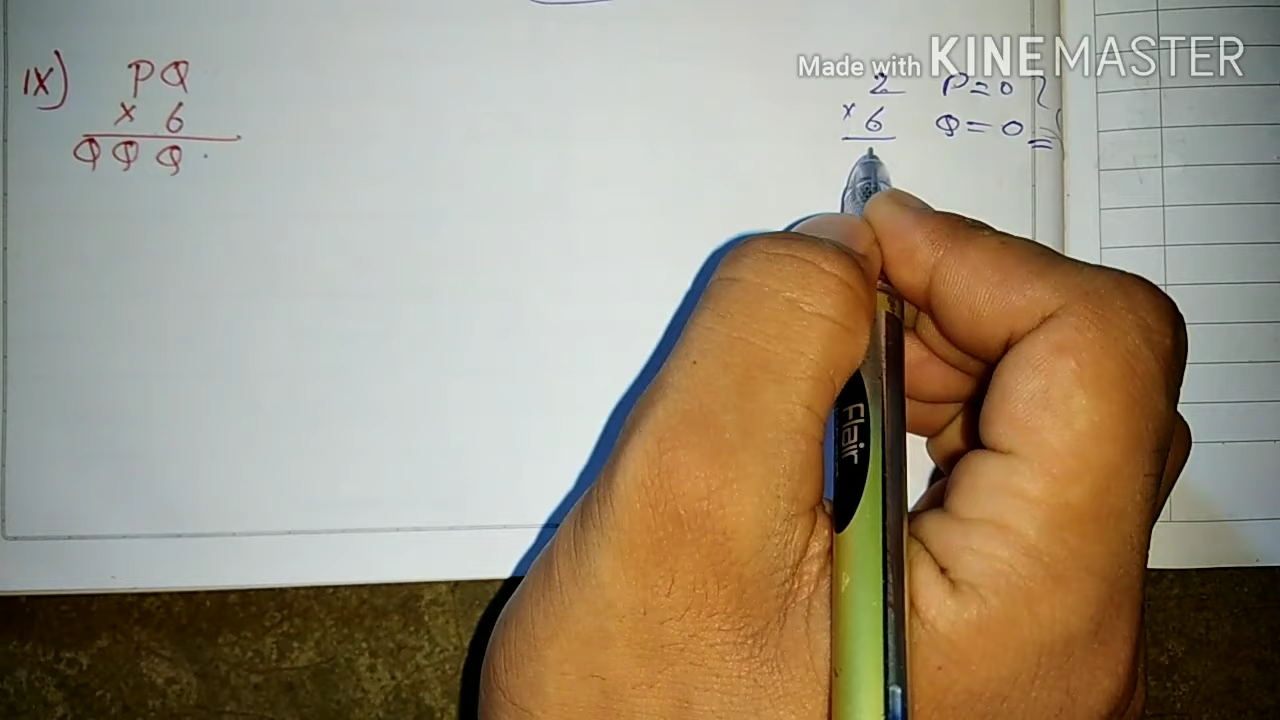 Made with KINEMASTER
IX) PQ
× 6
QQQ
2 P=0
× 6 Q=0
Flair